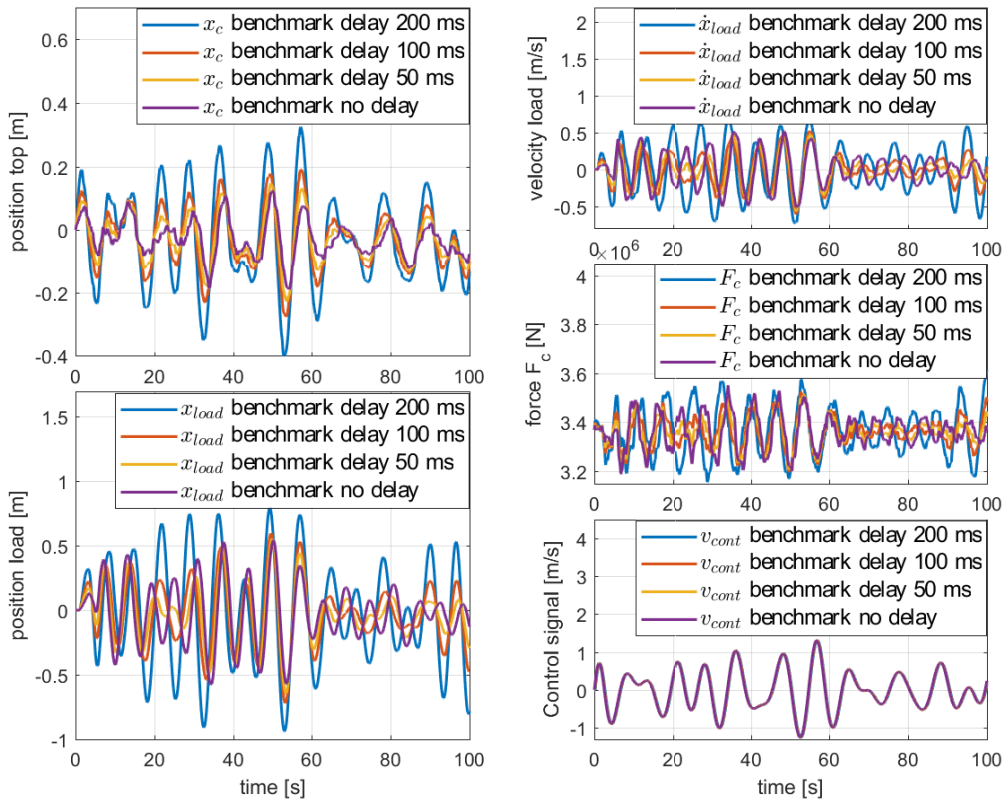 x_c benchmark delay 200 ms
x_c benchmark delay 100 ms
x_c benchmark delay 50 ms
x_c benchmark no delay
position top [m]
0.6
0.4
0.2
0
-0.2
-0.4
0 20 40 60 80 100
x_load benchmark delay 200 ms
x_load benchmark delay 100 ms
x_load benchmark delay 50 ms
x_load benchmark no delay
position load [m]
1.5
1
0.5
0
-0.5
-1
0 20 40 60 80 100
time [s]
ẋ_load benchmark delay 200 ms
ẋ_load benchmark delay 100 ms
ẋ_load benchmark delay 50 ms
ẋ_load benchmark no delay
velocity load [m/s]
2
1.5
1
0.5
0
-0.5
0 20 40 60 80 100
×10^6
F_c benchmark delay 200 ms
F_c benchmark delay 100 ms
F_c benchmark delay 50 ms
F_c benchmark no delay
force F_c [N]
4
3.8
3.6
3.4
3.2
0 20 40 60 80 100
v_cont benchmark delay 200 ms
v_cont benchmark delay 100 ms
v_cont benchmark delay 50 ms
v_cont benchmark no delay
Control signal [m/s]
4
3
2
1
0
-1
0 20 40 60 80 100
time [s]